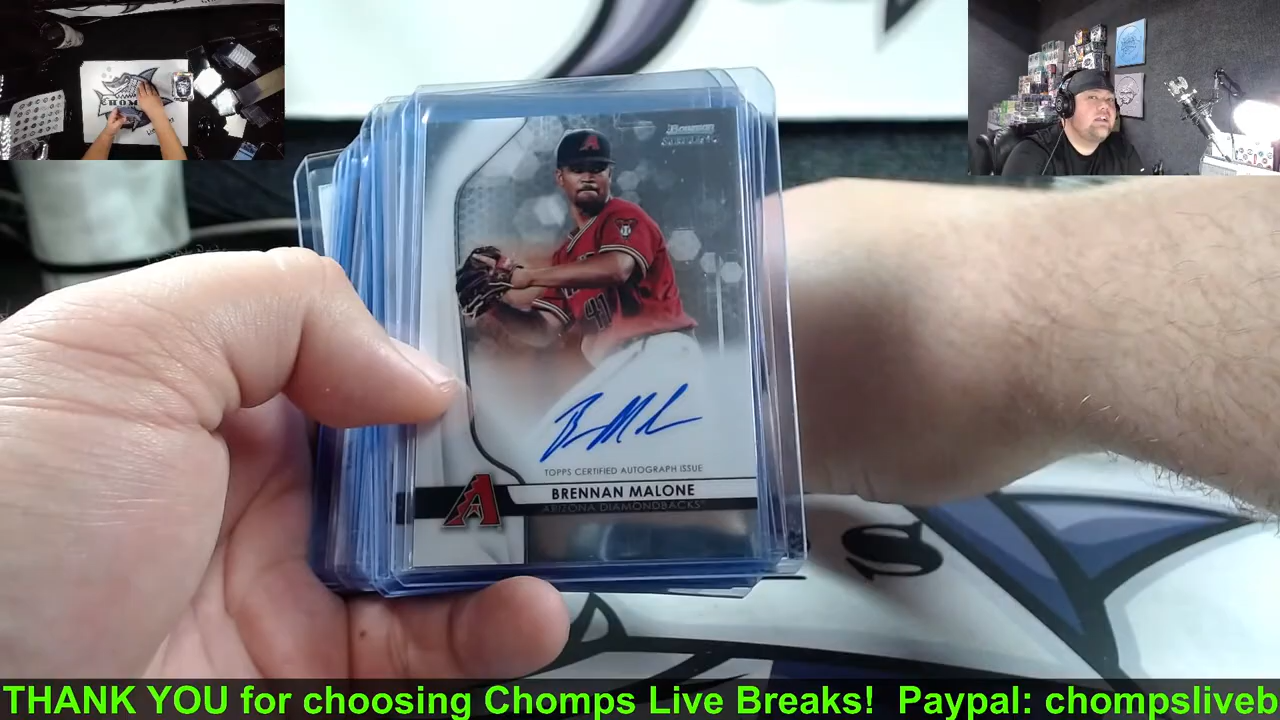 BOWMAN
STERLING
A
41
TOPPS CERTIFIED AUTOGRAPH ISSUE
BRENNAN MALONE
ARIZONA DIAMONDBACKS
THANK YOU for choosing Chomps Live Breaks!  Paypal: chompsliveb